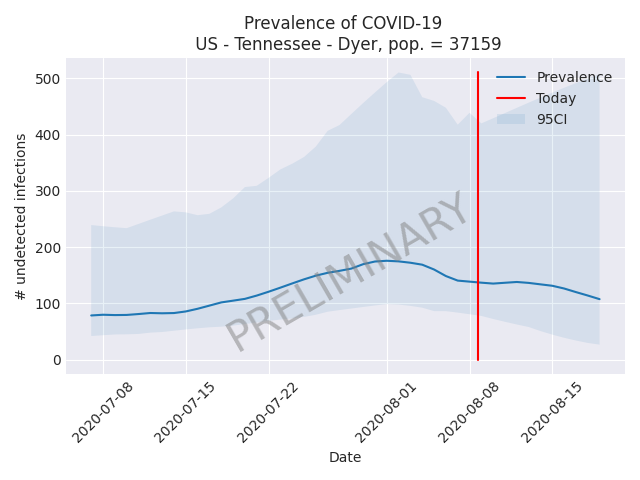 Prevalence of COVID-19
US - Tennessee - Dyer, pop. = 37159
# undetected infections
500
400
300
200
100
0
Prevalence
Today
95CI
PRELIMINARY
2020-07-08
2020-07-15
2020-07-22
2020-08-01
2020-08-08
2020-08-15
Date